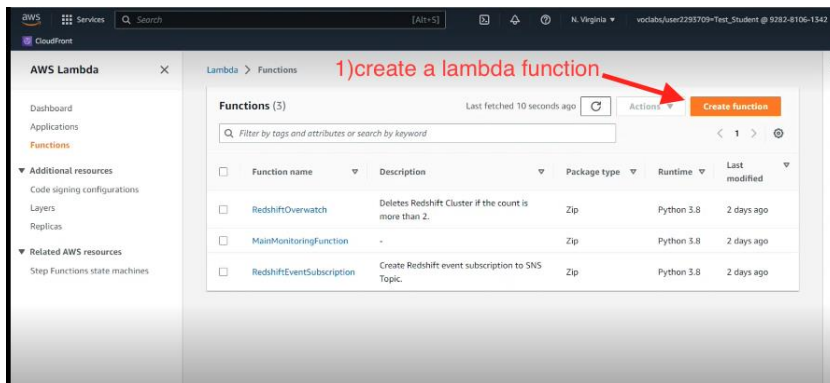 aws Services Search [Alt+S] N. Virginia voclabs/user2293709=Test_Student @ 9282-8106-1342
CloudFront
AWS Lambda
Lambda > Functions
1)create a lambda function
Dashboard
Applications
Functions
Additional resources
Code signing configurations
Layers
Replicas
Related AWS resources
Step Functions state machines
Functions (3) Last fetched 10 seconds ago Actions Create function
Filter by tags and attributes or search by keyword
1
Function name Description Package type Runtime Last modified
RedshiftOverwatch Deletes Redshift Cluster if the count is more than 2. Zip Python 3.8 2 days ago
MainMonitoringFunction - Zip Python 3.8 2 days ago
RedshiftEventSubscription Create Redshift event subscription to SNS Topic. Zip Python 3.8 2 days ago